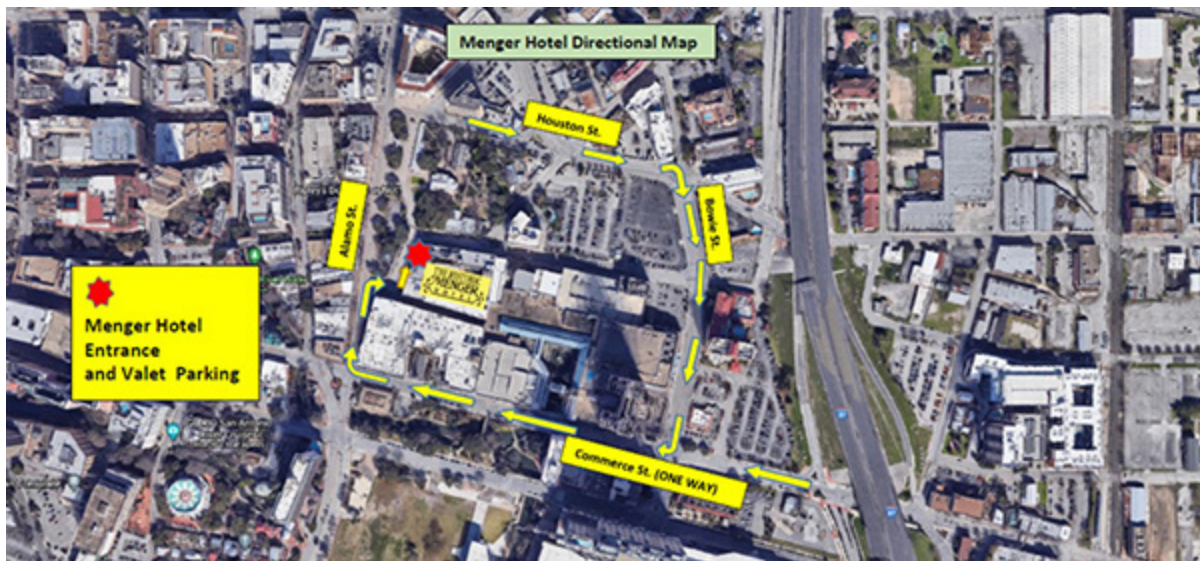 Menger Hotel Directional Map
Houston St.
Bowie St.
Alamo St.
MENGER
Menger Hotel
Entrance
and Valet Parking
Commerce St. (ONE WAY)